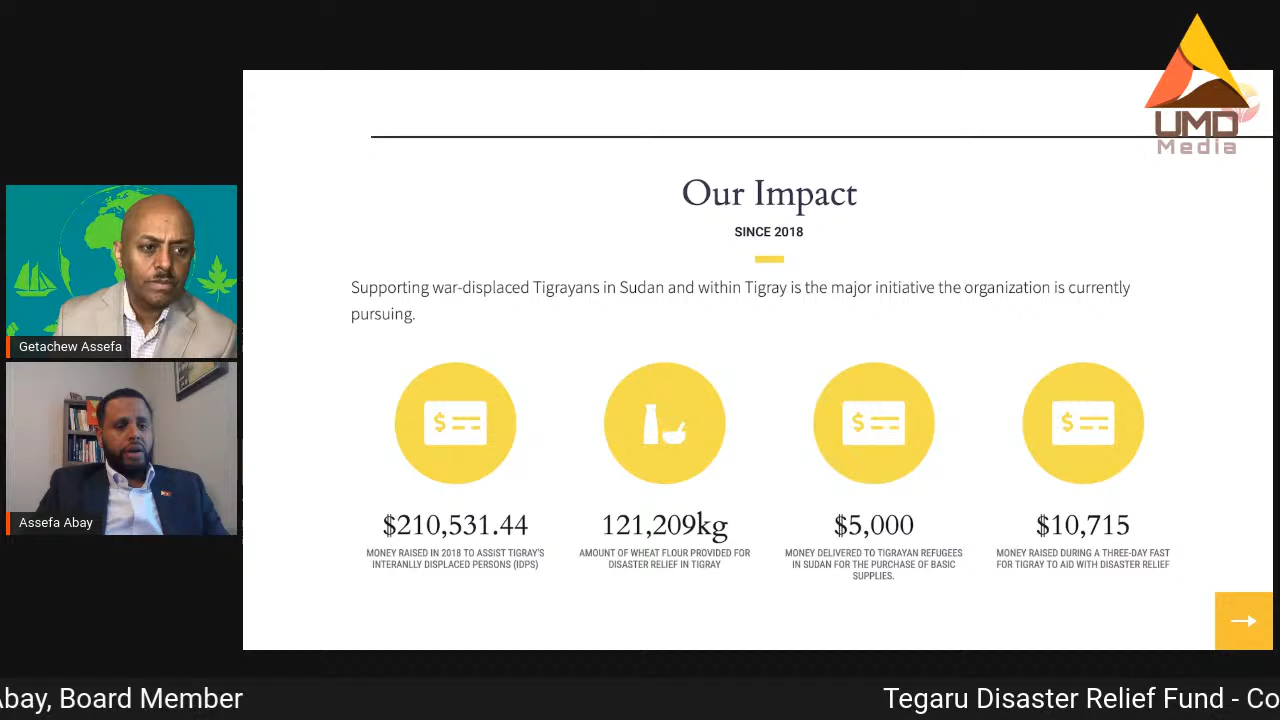 UMD
Media
Our Impact
SINCE 2018
Supporting war-displaced Tigrayans in Sudan and within Tigray is the major initiative the organization is currently
pursuing.
$210,531.44
MONEY RAISED IN 2018 TO ASSIST TIGRAY'S
INTERANLLY DISPLACED PERSONS (IDPS)
121,209kg
AMOUNT OF WHEAT FLOUR PROVIDED FOR
DISASTER RELIEF IN TIGRAY
$5,000
MONEY DELIVERED TO TIGRAYAN REFUGEES
IN SUDAN FOR THE PURCHASE OF BASIC
SUPPLIES.
$10,715
MONEY RAISED DURING A THREE-DAY FAST
FOR TIGRAY TO AID WITH DISASTER RELIEF
Getachew Assefa
Assefa Abay
Abay, Board Member
Tegaru Disaster Relief Fund - Co